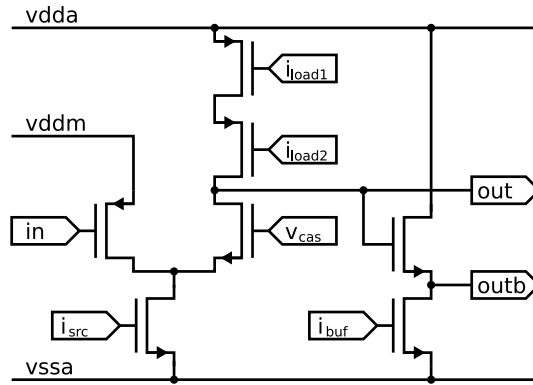 vdda
i_load1
vddm
i_load2
out
in
v_cas
outb
i_src
i_buf
vssa